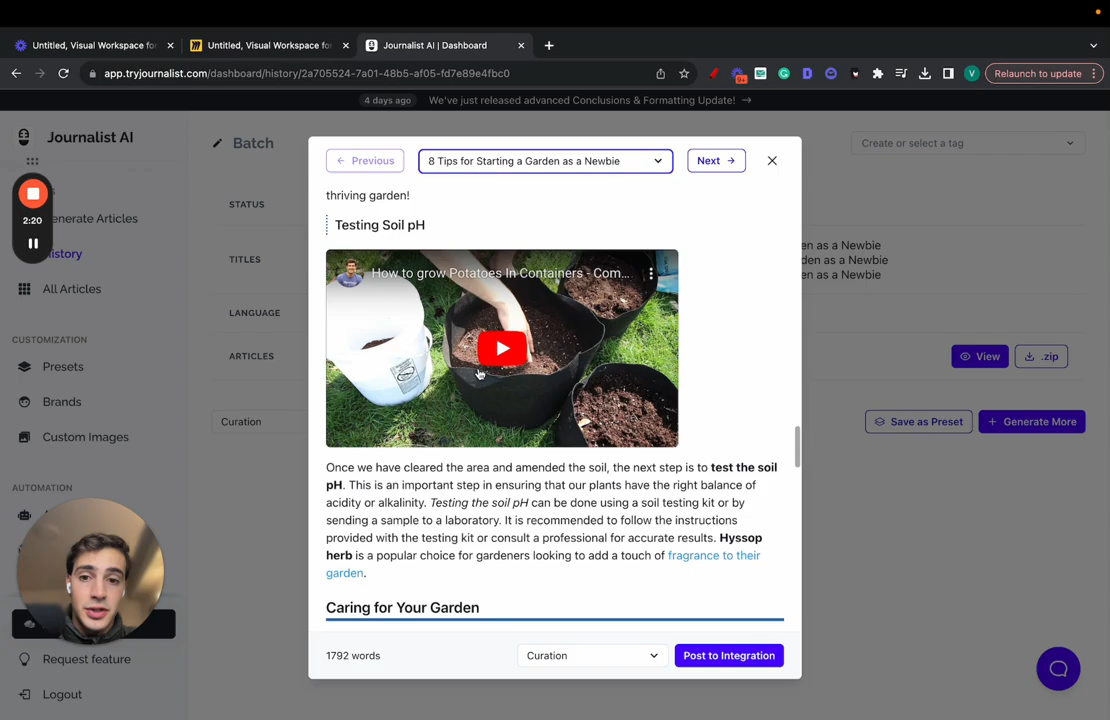 Untitled, Visual Workspace for
Untitled, Visual Workspace for
Journalist AI | Dashboard
app.tryjournalist.com/dashboard/history/2a705524-7a01-48b5-af05-fd7e89e4fbc0
9+
V
Relaunch to update
4 days ago
We've just released advanced Conclusions & Formatting Update! →
Journalist AI
Batch
Create or select a tag
← Previous
8 Tips for Starting a Garden as a Newbie
Next →
2:20
enerate Articles
istory
All Articles
CUSTOMIZATION
Presets
Brands
Custom Images
AUTOMATION
A
Request feature
Logout
STATUS
TITLES
en as a Newbie
den as a Newbie
en as a Newbie
LANGUAGE
ARTICLES
View
.zip
Curation
Save as Preset
+ Generate More
thriving garden!
Testing Soil pH
How to grow Potatoes In Containers - Com...
Once we have cleared the area and amended the soil, the next step is to test the soil
pH. This is an important step in ensuring that our plants have the right balance of
acidity or alkalinity. Testing the soil pH can be done using a soil testing kit or by
sending a sample to a laboratory. It is recommended to follow the instructions
provided with the testing kit or consult a professional for accurate results. Hyssop
herb is a popular choice for gardeners looking to add a touch of fragrance to their
garden.
Caring for Your Garden
1792 words
Curation
Post to Integration